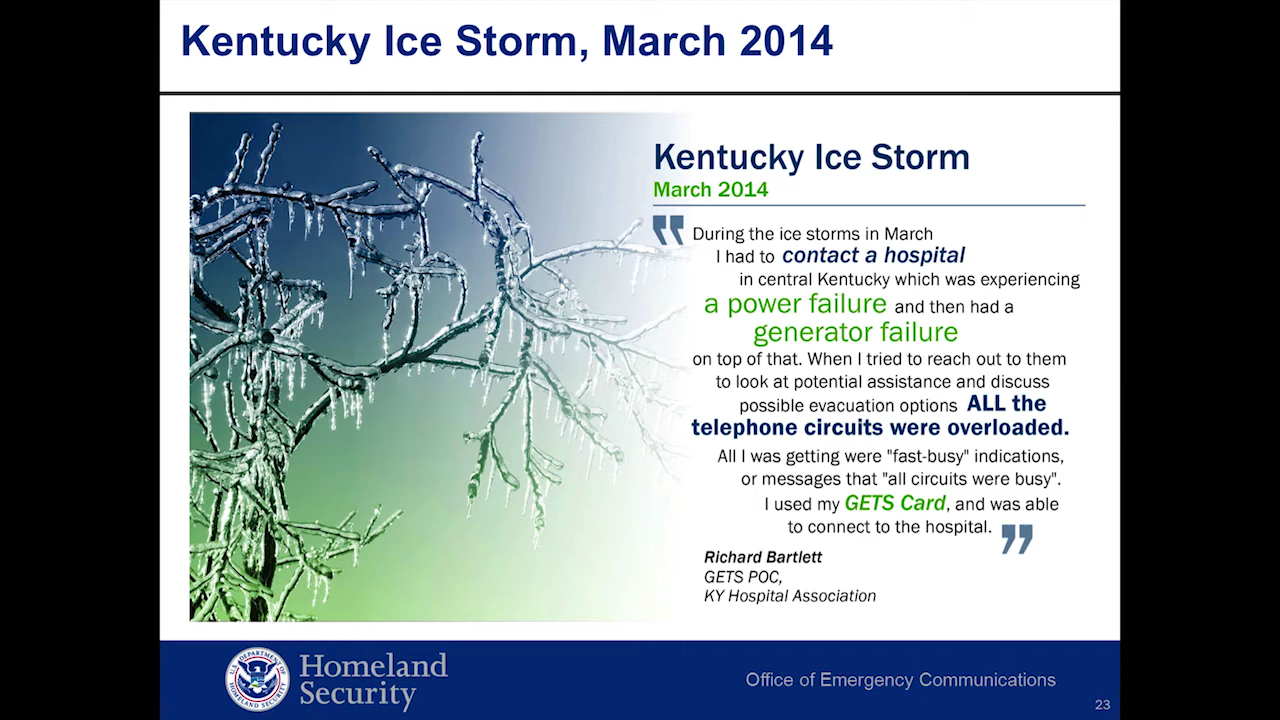 Kentucky Ice Storm, March 2014
Kentucky Ice Storm
March 2014
" During the ice storms in March
I had to contact a hospital
in central Kentucky which was experiencing
a power failure and then had a
generator failure
on top of that. When I tried to reach out to them
to look at potential assistance and discuss
possible evacuation options ALL the
telephone circuits were overloaded.
All I was getting were "fast-busy" indications,
or messages that "all circuits were busy".
I used my GETS Card, and was able
to connect to the hospital. "
Richard Bartlett
GETS POC,
KY Hospital Association
U.S. DEPARTMENT OF
HOMELAND SECURITY
Homeland
Security
Office of Emergency Communications
23